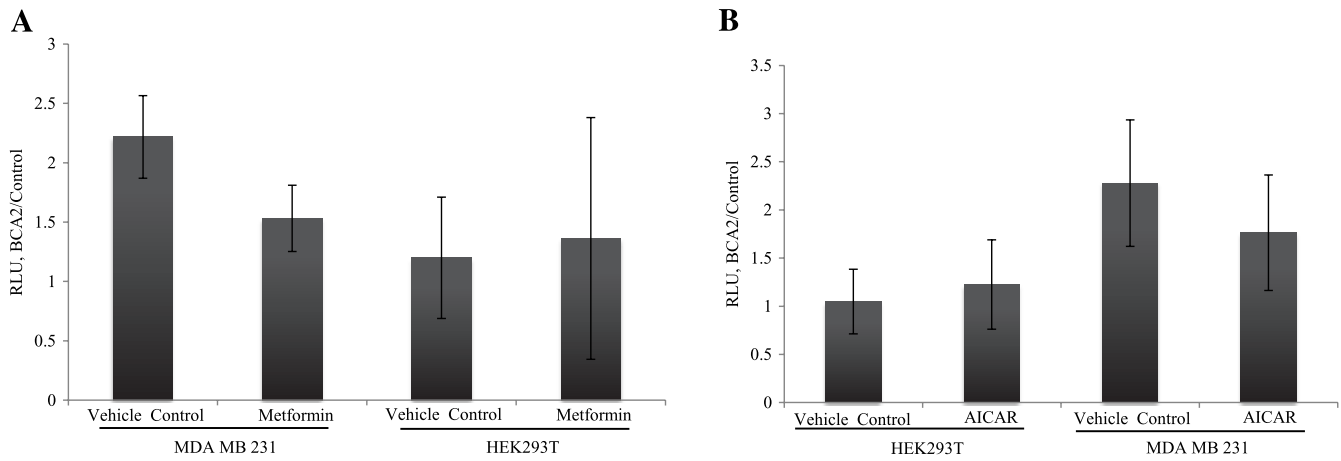 A
RLU, BCA2/Control
3
2.5
2
1.5
1
0.5
0
Vehicle Control
Metformin
Vehicle Control
Metformin
MDA MB 231
HEK293T
B
RLU, BCA2/Control
3.5
3
2.5
2
1.5
1
0.5
0
Vehicle Control
AICAR
Vehicle Control
AICAR
HEK293T
MDA MB 231